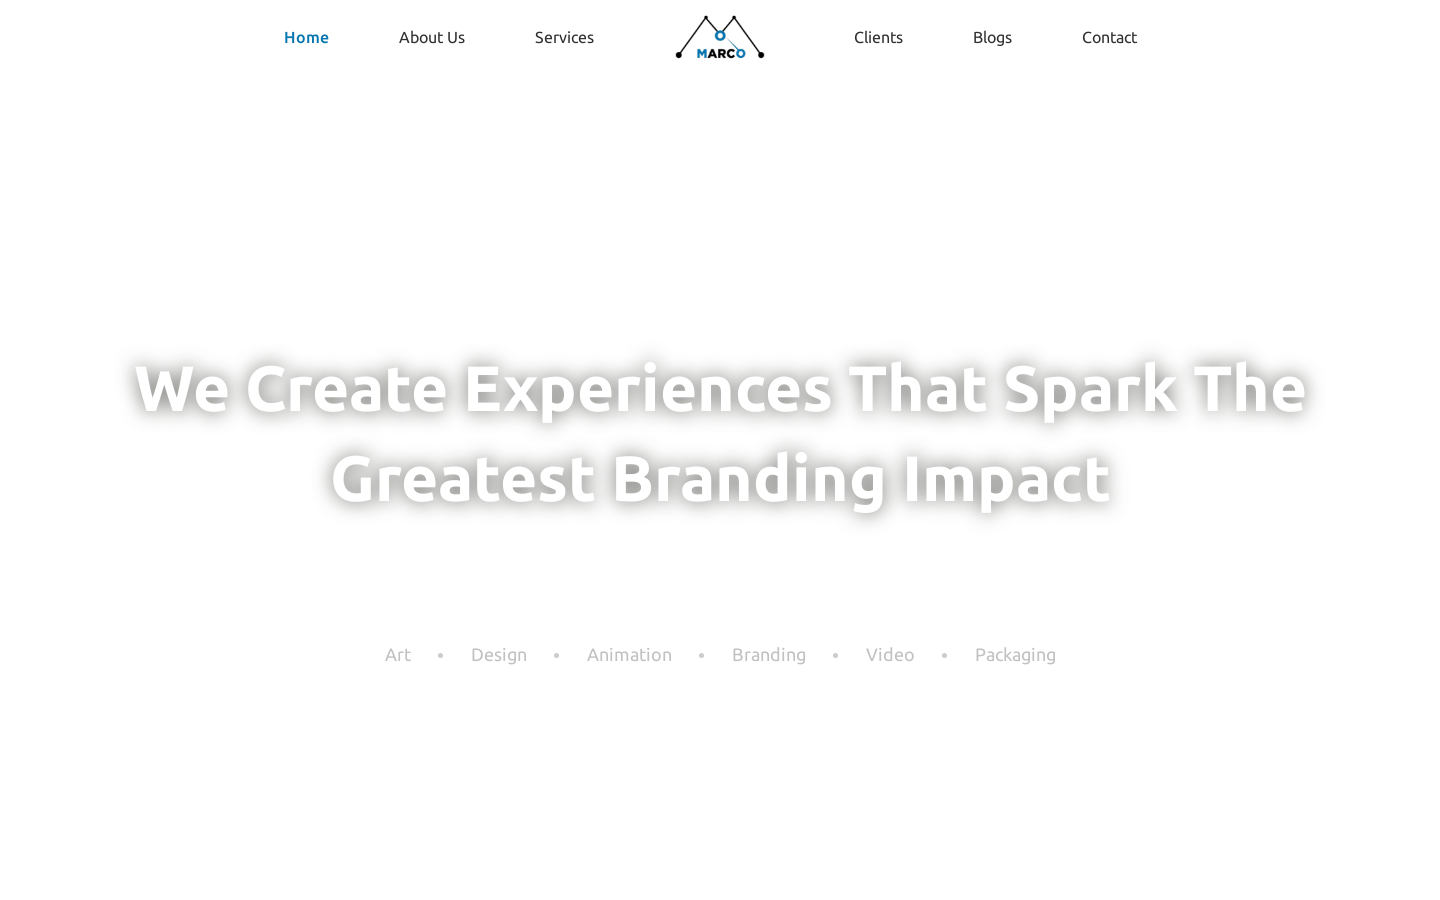 Home About Us Services MARCO Clients Blogs Contact
We Create Experiences That Spark The
Greatest Branding Impact
Art • Design • Animation • Branding • Video • Packaging